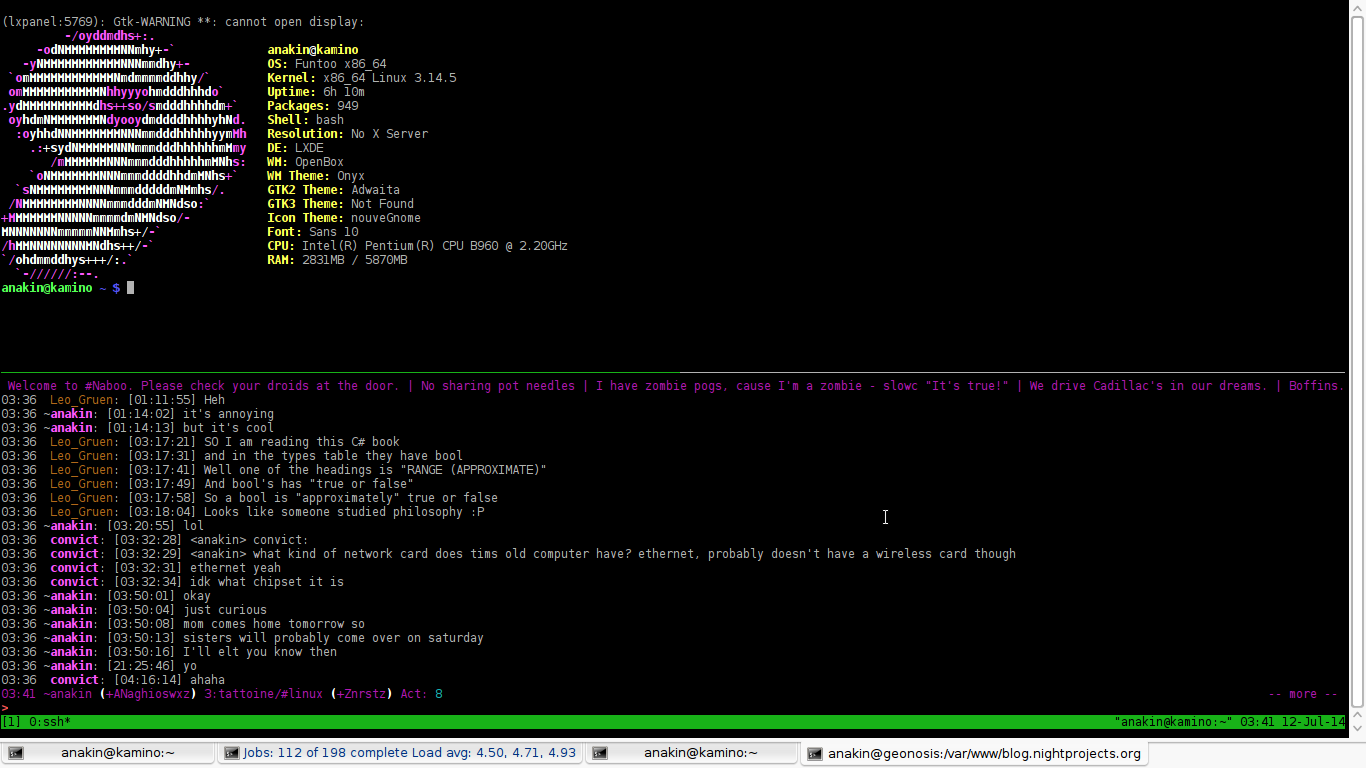 (lxpanel:5769): Gtk-WARNING **: cannot open display:
-/oyddmdhs+:.
-odNMMMMMMMMNNmhy+-`
anakin@kamino
-yNMMMMMMMMMMMNNNmmdhy+-
OS: Funtoo x86_64
`omMMMMMMMMMMMMNmdmmmmddhhy/`
Kernel: x86_64 Linux 3.14.5
omMMMMMMMMMMMNhhyyyohmdddhhhdo`
Uptime: 6h 10m
.ydMMMMMMMMMMdhs++so/smdddhhhhdm+`
Packages: 949
oyhdmNMMMMMMMNdyooydmddddhhhhyhNd.
Shell: bash
:oyhhdNNMMMMMMMNNNmmdddhhhhhyymMh
Resolution: No X Server
.:+sydNMMMMMNNNmmmdddhhhhhhmMmy
DE: LXDE
/mMMMMMMNNNmmmdddhhhhhmMNhs:
WM: OpenBox
`oNMMMMMMMNNNmmmddddhhdmMNhs+`
WM Theme: Onyx
`sNMMMMMMMMNNNmmmdddddmNMmhs/.
GTK2 Theme: Adwaita
/NMMMMMMMMNNNNmmmdddmNMNdso:`
GTK3 Theme: Not Found
+MMMMMMMNNNNNmmmmdmNMNdso/-
Icon Theme: nouveGnome
MNNNNNNNmmmmmNNMmhs+/-`
Font: Sans 10
/hMMNNNNNNNNMNdhs++/-`
CPU: Intel(R) Pentium(R) CPU B960 @ 2.20GHz
`/ohdmmddhys+++/:.`
RAM: 2831MB / 5870MB
`-//////:--.
anakin@kamino ~ $
Welcome to #Naboo. Please check your droids at the door. | No sharing pot needles | I have zombie pogs, cause I'm a zombie - slowc "It's true!" | We drive Cadillac's in our dreams. | Boffins.
03:36 Leo_Gruen: [01:11:55] Heh
03:36 ~anakin: [01:14:02] it's annoying
03:36 ~anakin: [01:14:13] but it's cool
03:36 Leo_Gruen: [03:17:21] SO I am reading this C# book
03:36 Leo_Gruen: [03:17:31] and in the types table they have bool
03:36 Leo_Gruen: [03:17:41] Well one of the headings is "RANGE (APPROXIMATE)"
03:36 Leo_Gruen: [03:17:49] And bool's has "true or false"
03:36 Leo_Gruen: [03:17:58] So a bool is "approximately" true or false
03:36 Leo_Gruen: [03:18:04] Looks like someone studied philosophy :P
03:36 ~anakin: [03:20:55] lol
03:36 convict: [03:32:28] <anakin> convict:
03:36 convict: [03:32:29] <anakin> what kind of network card does tims old computer have? ethernet, probably doesn't have a wireless card though
03:36 convict: [03:32:31] ethernet yeah
03:36 convict: [03:32:34] idk what chipset it is
03:36 ~anakin: [03:50:01] okay
03:36 ~anakin: [03:50:04] just curious
03:36 ~anakin: [03:50:08] mom comes home tomorrow so
03:36 ~anakin: [03:50:13] sisters will probably come over on saturday
03:36 ~anakin: [03:50:16] I'll elt you know then
03:36 ~anakin: [21:25:46] yo
03:36 convict: [04:16:14] ahaha
03:41 ~anakin (+ANaghioswxz) 3:tattoine/#linux (+Znrstz) Act: 8 -- more --
>
[1] 0:ssh* "anakin@kamino:~" 03:41 12-Jul-14
anakin@kamino:~
Jobs: 112 of 198 complete Load avg: 4.50, 4.71, 4.93
anakin@kamino:~
anakin@geonosis:/var/www/blog.nightprojects.org